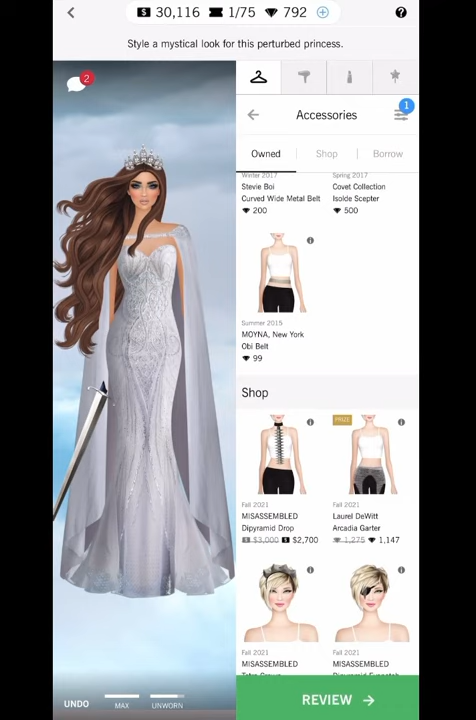 30,116 1/75 792
Style a mystical look for this perturbed princess.
2
1
Accessories
Owned Shop Borrow
Winter 2017 Spring 2017
Stevie Boi Covet Collection
Curved Wide Metal Belt Isolde Scepter
200 500
Summer 2015
MOYNA, New York
Obi Belt
99
Shop
PRIZE
Fall 2021 Fall 2021
MISASSEMBLED Laurel DeWitt
Dipyramid Drop Arcadia Garter
$3,000 $2,700 1,275 1,147
Fall 2021 Fall 2021
MISASSEMBLED MISASSEMBLED
UNDO MAX UNWORN
REVIEW